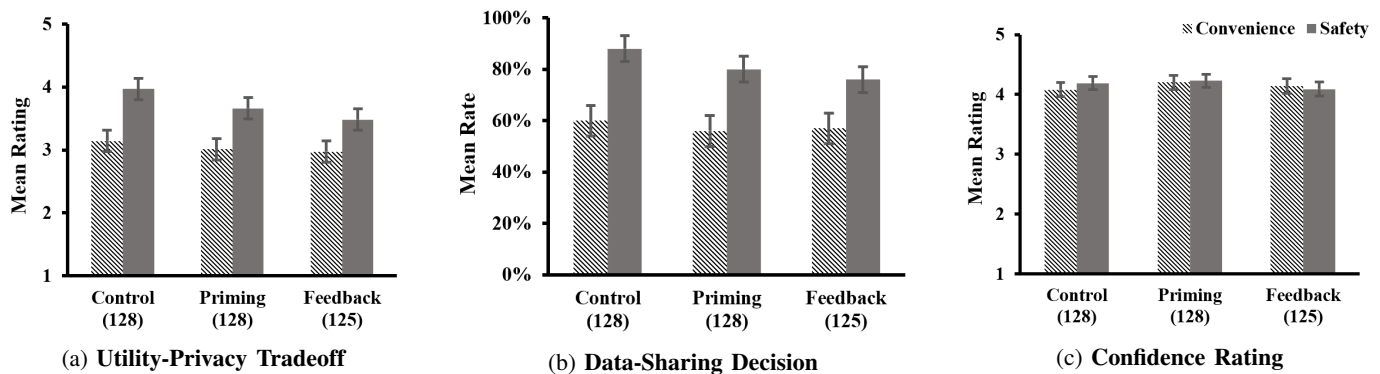 Mean Rating
5
4
3
2
1
Control
(128)
Priming
(128)
Feedback
(125)
(a) Utility-Privacy Tradeoff
Mean Rate
100%
80%
60%
40%
20%
0%
Control
(128)
Priming
(128)
Feedback
(125)
(b) Data-Sharing Decision
Convenience Safety
Mean Rating
5
4
3
2
1
Control
(128)
Priming
(128)
Feedback
(125)
(c) Confidence Rating